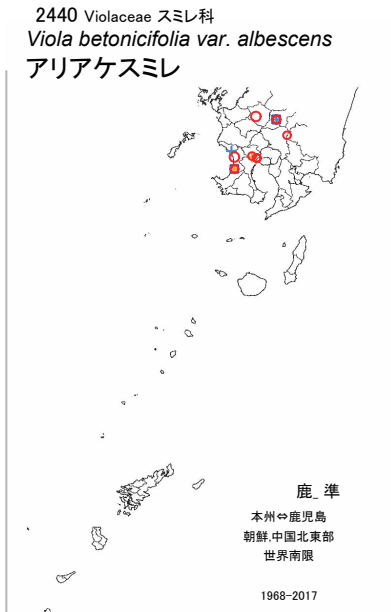 2440 Violaceae スミレ科
Viola betonicifolia var. albescens
アリアケスミレ
鹿_ 準
本州⇔鹿児島
朝鮮,中国北東部
世界南限
1968-2017